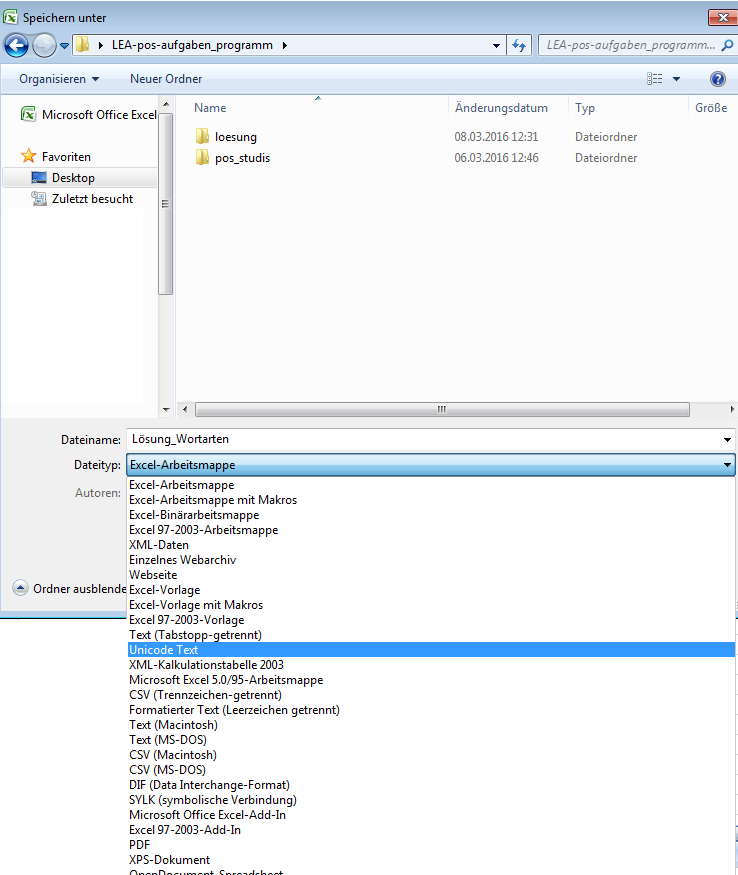 Speichern unter
LEA-pos-aufgaben_programm
LEA-pos-aufgaben_programm...
Organisieren
Neuer Ordner
Microsoft Office Excel
Favoriten
Desktop
Zuletzt besucht
Name Änderungsdatum Typ Größe
loesung 08.03.2016 12:31 Dateiordner
pos_studis 06.03.2016 12:46 Dateiordner
Dateiname: Lösung_Wortarten
Dateityp: Excel-Arbeitsmappe
Autoren:
Ordner ausblende
Excel-Arbeitsmappe
Excel-Arbeitsmappe mit Makros
Excel-Binärarbeitsmappe
Excel 97-2003-Arbeitsmappe
XML-Daten
Einzelnes Webarchiv
Webseite
Excel-Vorlage
Excel-Vorlage mit Makros
Excel 97-2003-Vorlage
Text (Tabstopp-getrennt)
Unicode Text
XML-Kalkulationstabelle 2003
Microsoft Excel 5.0/95-Arbeitsmappe
CSV (Trennzeichen-getrennt)
Formatierter Text (Leerzeichen getrennt)
Text (Macintosh)
Text (MS-DOS)
CSV (Macintosh)
CSV (MS-DOS)
DIF (Data Interchange-Format)
SYLK (symbolische Verbindung)
Microsoft Office Excel-Add-In
Excel 97-2003-Add-In
PDF
XPS-Dokument
OpenDocument-Spreadsheet